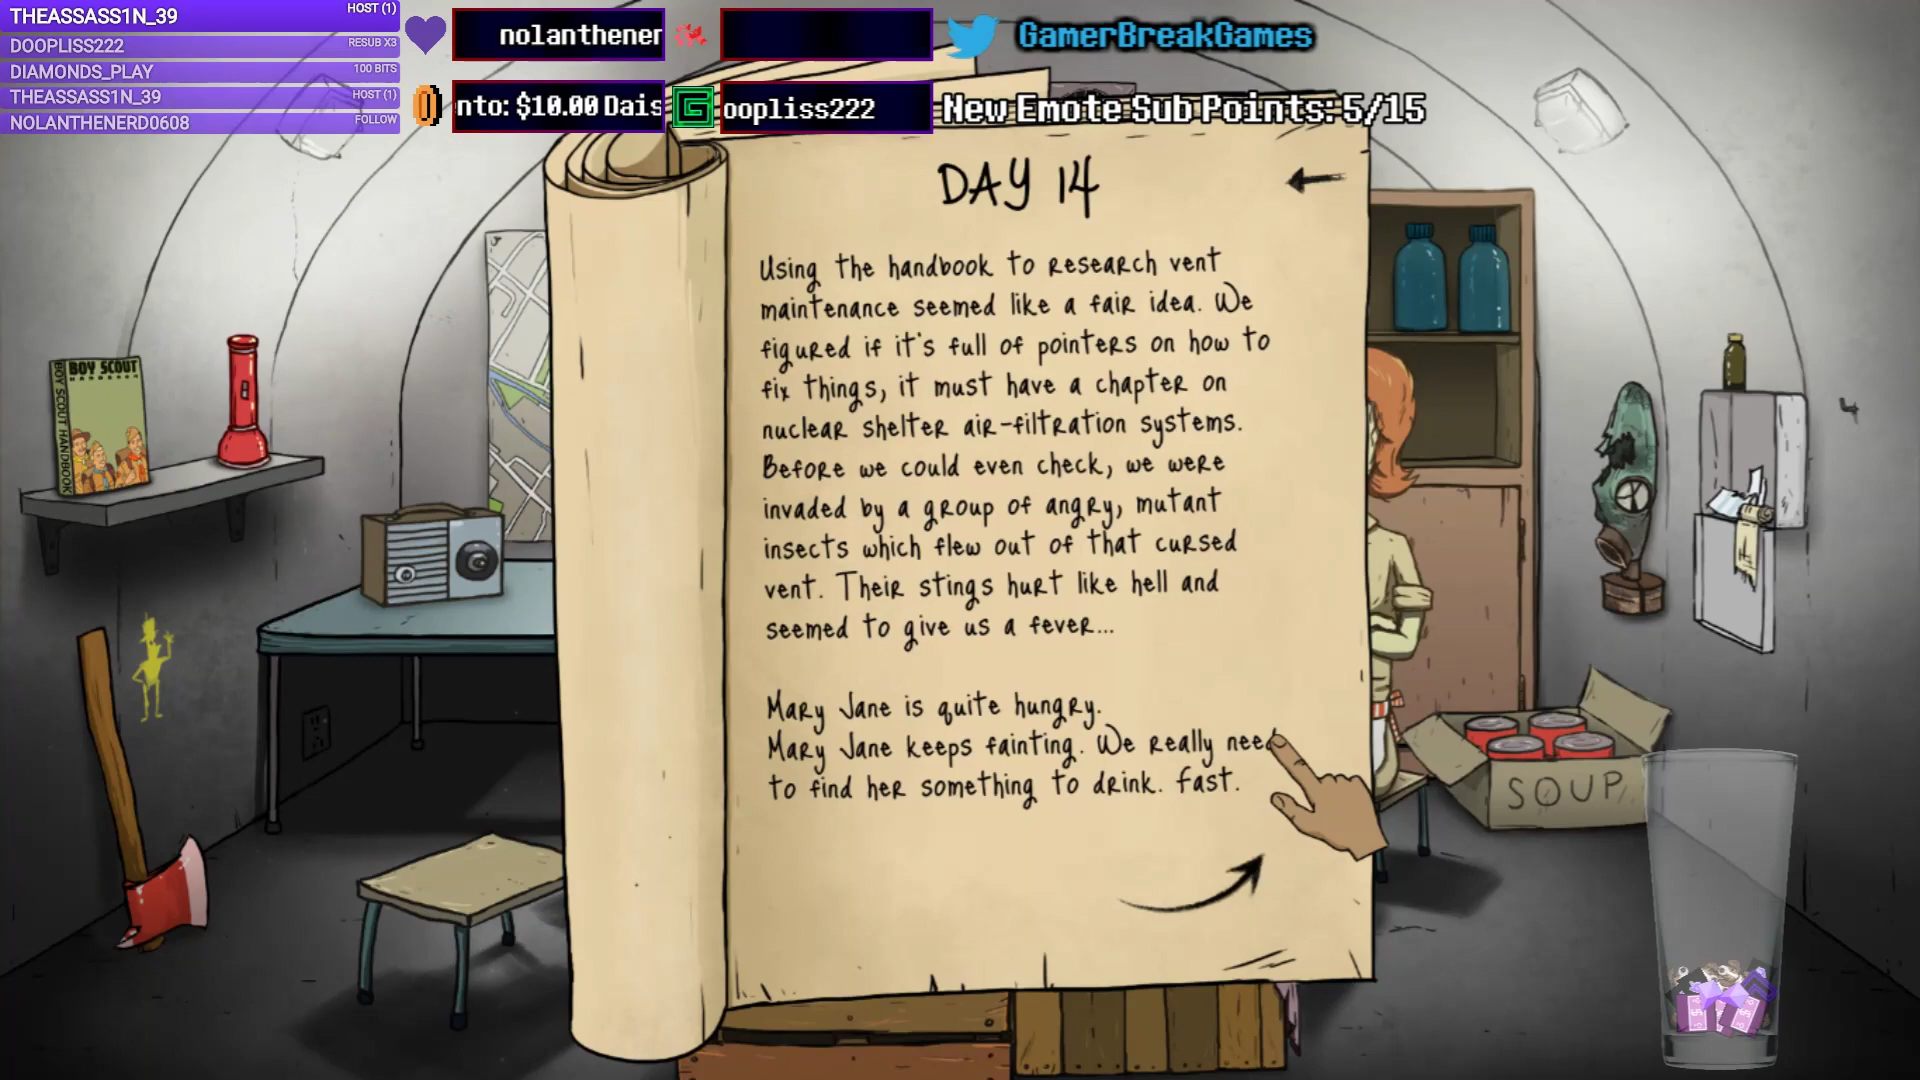 THEASSASS1N_39 HOST (1)
DOOPLISS222 RESUB X3
DIAMONDS_PLAY 100 BITS
THEASSASS1N_39 HOST (1)
NOLANTHENERD0608 FOLLOW
nolanthener
GamerBreakGames
nto: $10.00 Dais
oopliss222
New Emote Sub Points: 5/15
DAY 14
Using the handbook to research vent
maintenance seemed like a fair idea. We
figured if it's full of pointers on how to
fix things, it must have a chapter on
nuclear shelter air-filtration systems.
Before we could even check, we were
invaded by a group of angry, mutant
insects which flew out of that cursed
vent. Their stings hurt like hell and
seemed to give us a fever...
Mary Jane is quite hungry.
Mary Jane keeps fainting. We really need
to find her something to drink. Fast.
BOY SCOUT
HANDBOOK
BOY SCOUT HANDBOOK
SOUP